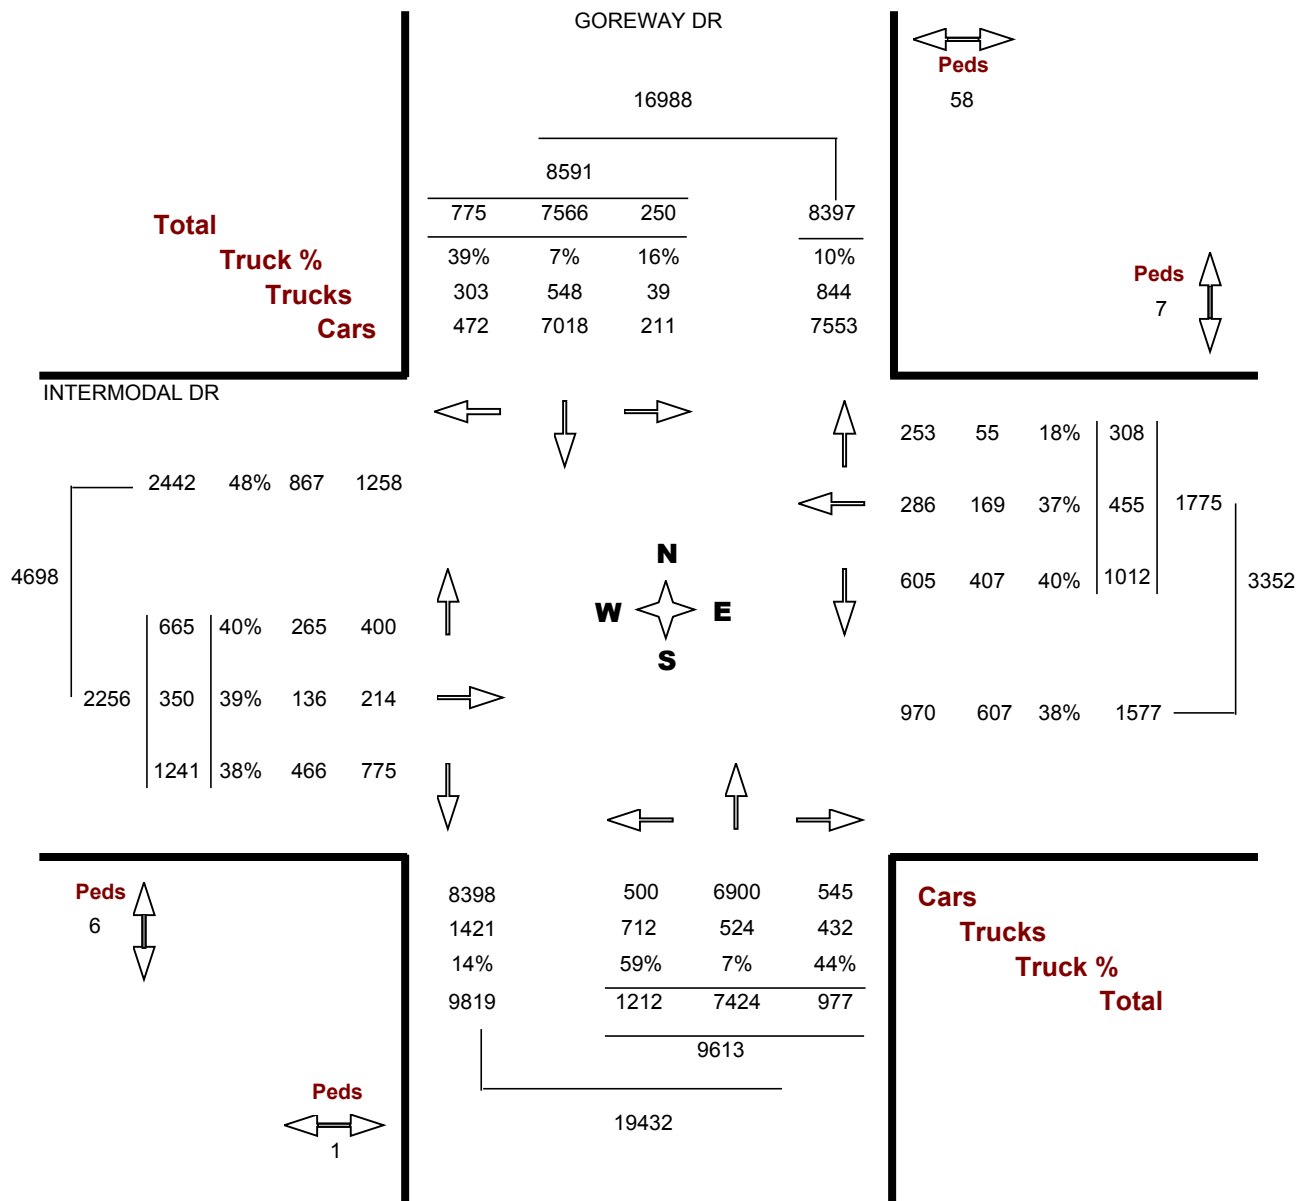 GOREWAY DR
Peds
58
16988
8591
775 7566 250 8397
Total
39% 7% 16% 10%
Truck %
303 548 39 844
Trucks
472 7018 211 7553
Cars
Peds
7
INTERMODAL DR
253 55 18% 308
2442 48% 867 1258
286 169 37% 455 1775
4698
N
605 407 40% 1012 3352
W E
S
665 40% 265 400
2256 350 39% 136 214
970 607 38% 1577
1241 38% 466 775
Peds
6
8398 500 6900 545
Cars
1421 712 524 432
Trucks
14% 59% 7% 44%
Truck %
9819 1212 7424 977
Total
9613
Peds
1
19432